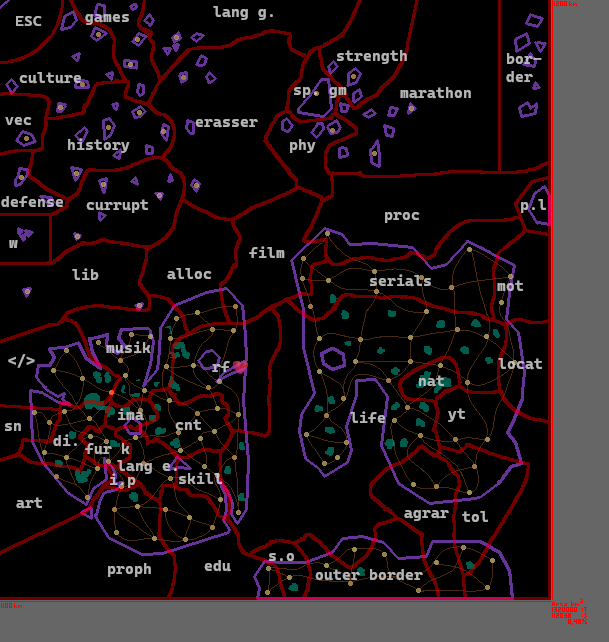 lang g.
games
ESC
strength
bor-
der
culture
sp. gm
marathon
vec
erasser
history
phy
defense
currupt
p.l
proc
w
film
lib
alloc
serials
mot
musik
</>
rf
locat
nat
ima
life
yt
sn
cnt
di.
fur k
lang e.
i,p
skill
art
agrar
tol
s.o
proph
edu
outer border